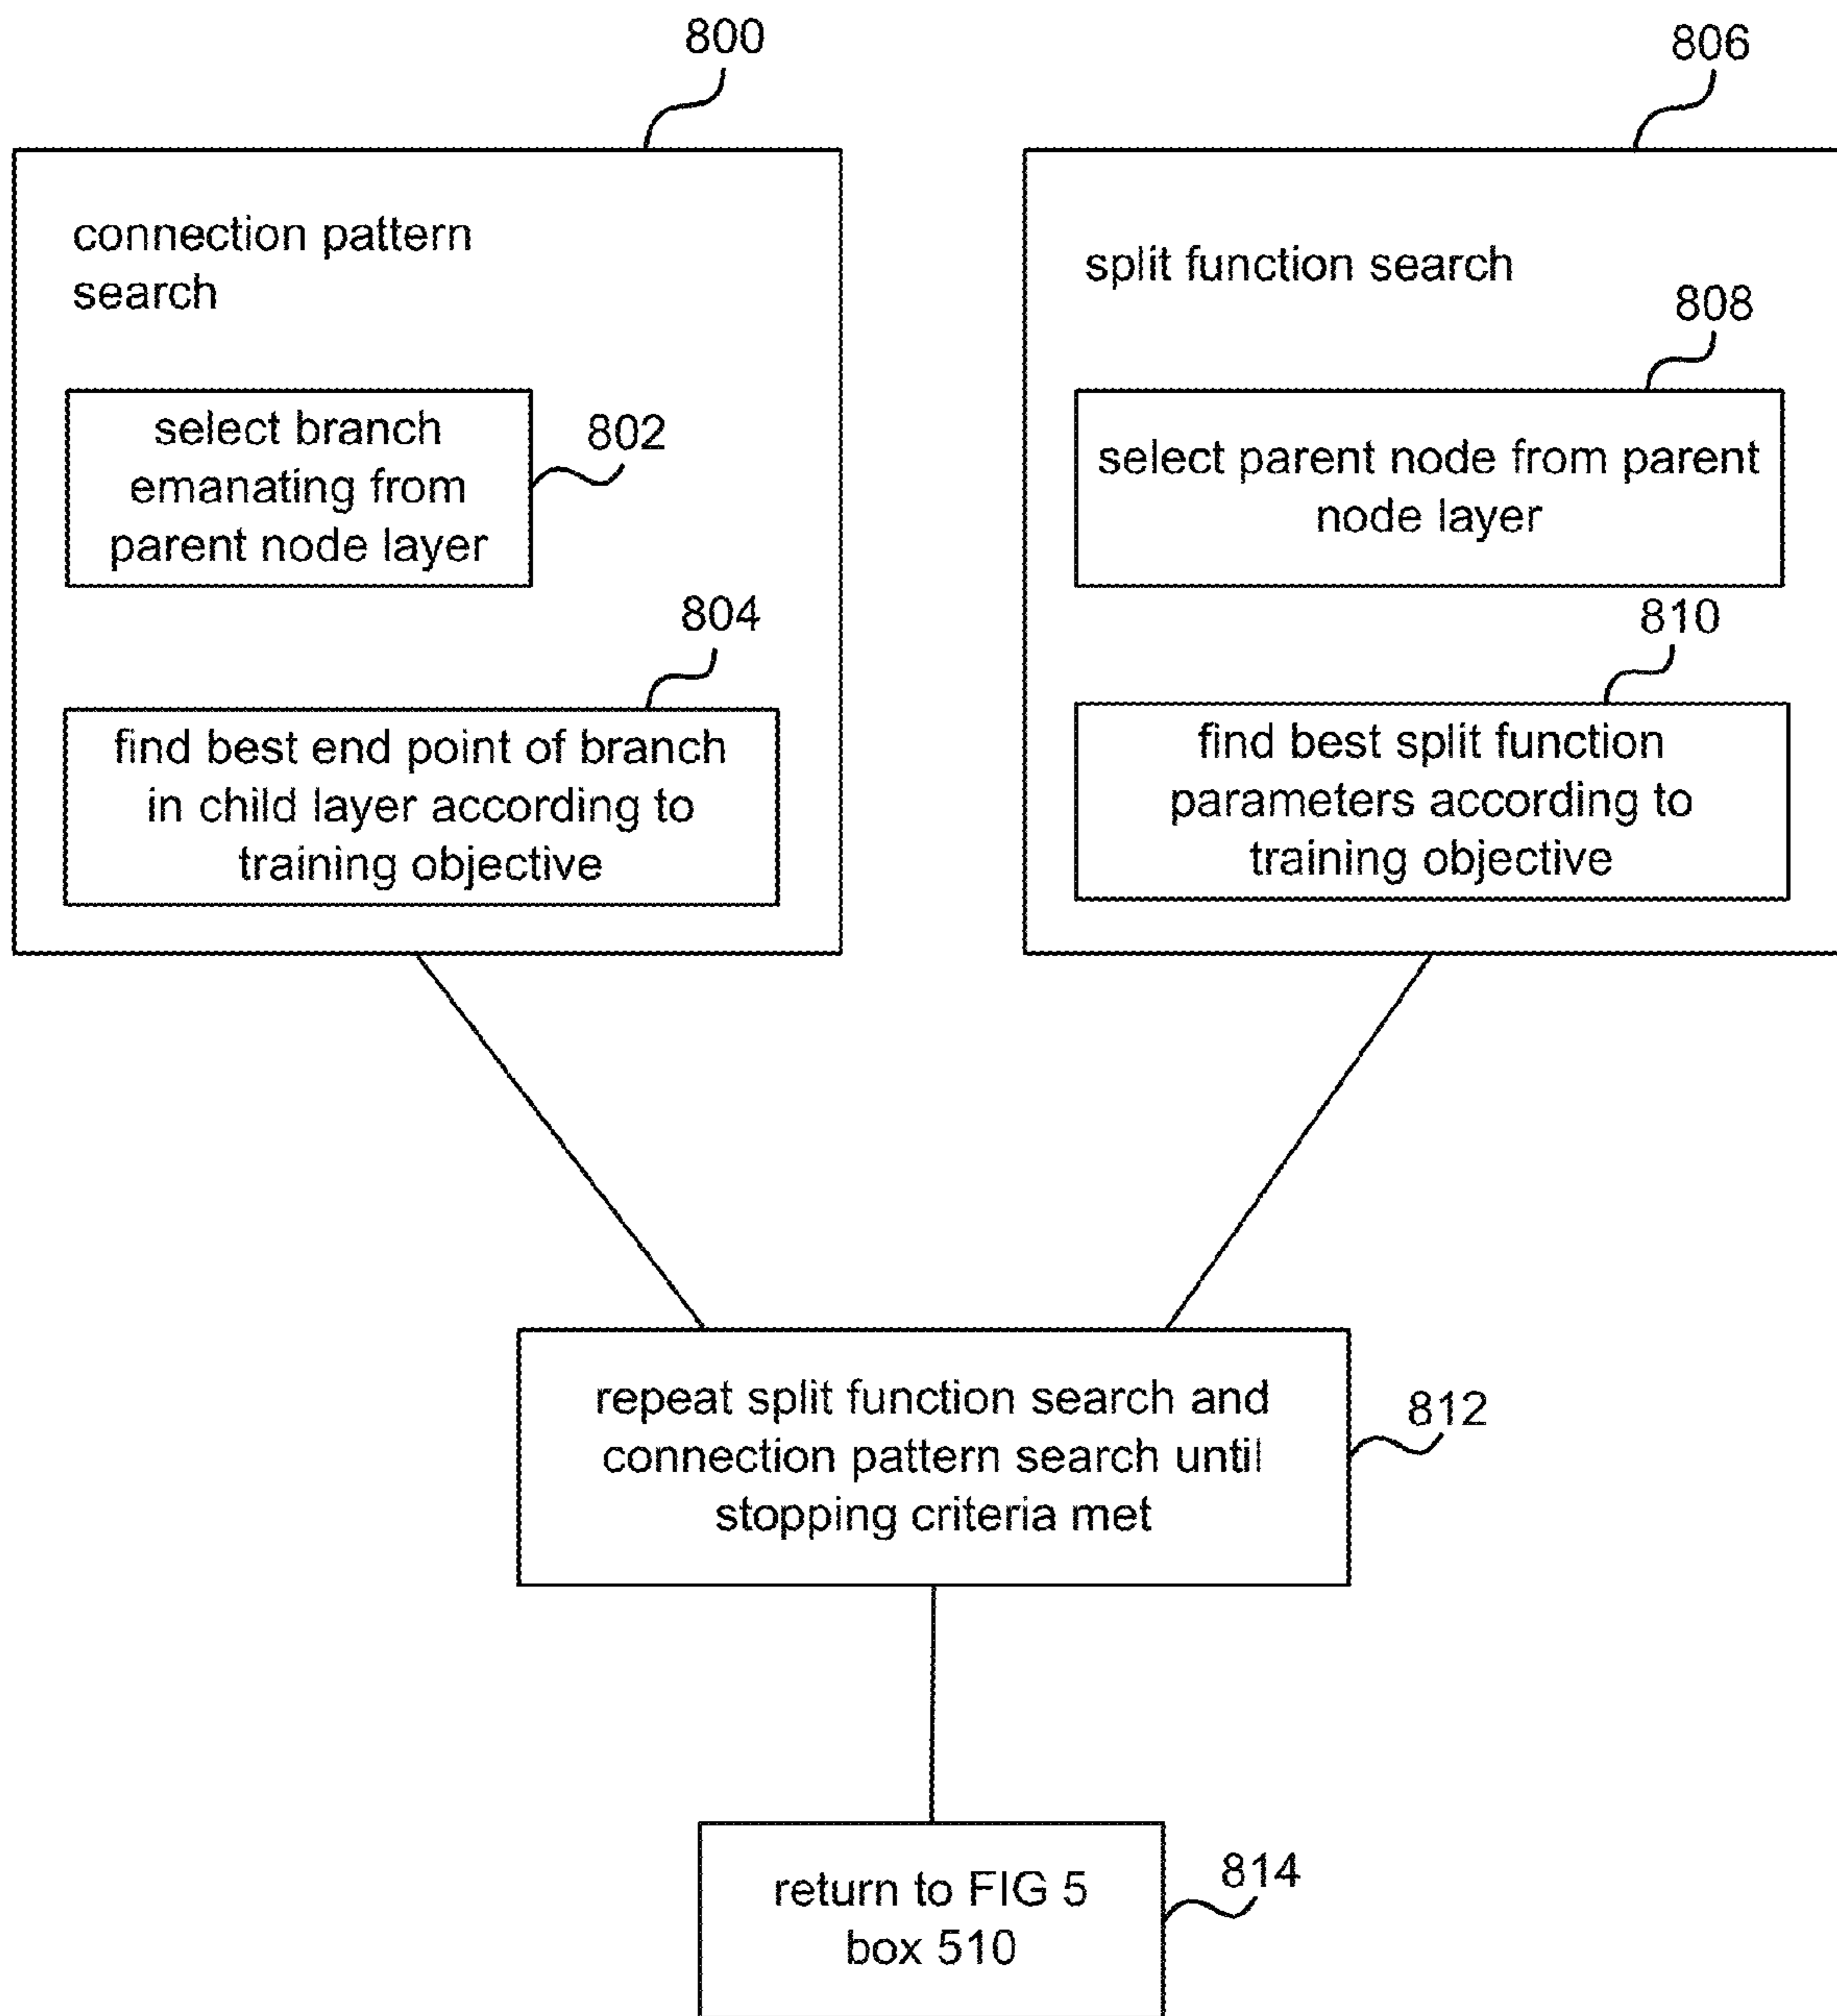 800
connection pattern
search
802
select branch
emanating from
parent node layer
804
find best end point of branch
in child layer according to
training objective
806
split function search
808
select parent node from parent
node layer
810
find best split function
parameters according to
training objective
812
repeat split function search and
connection pattern search until
stopping criteria met
814
return to FIG 5
box 510